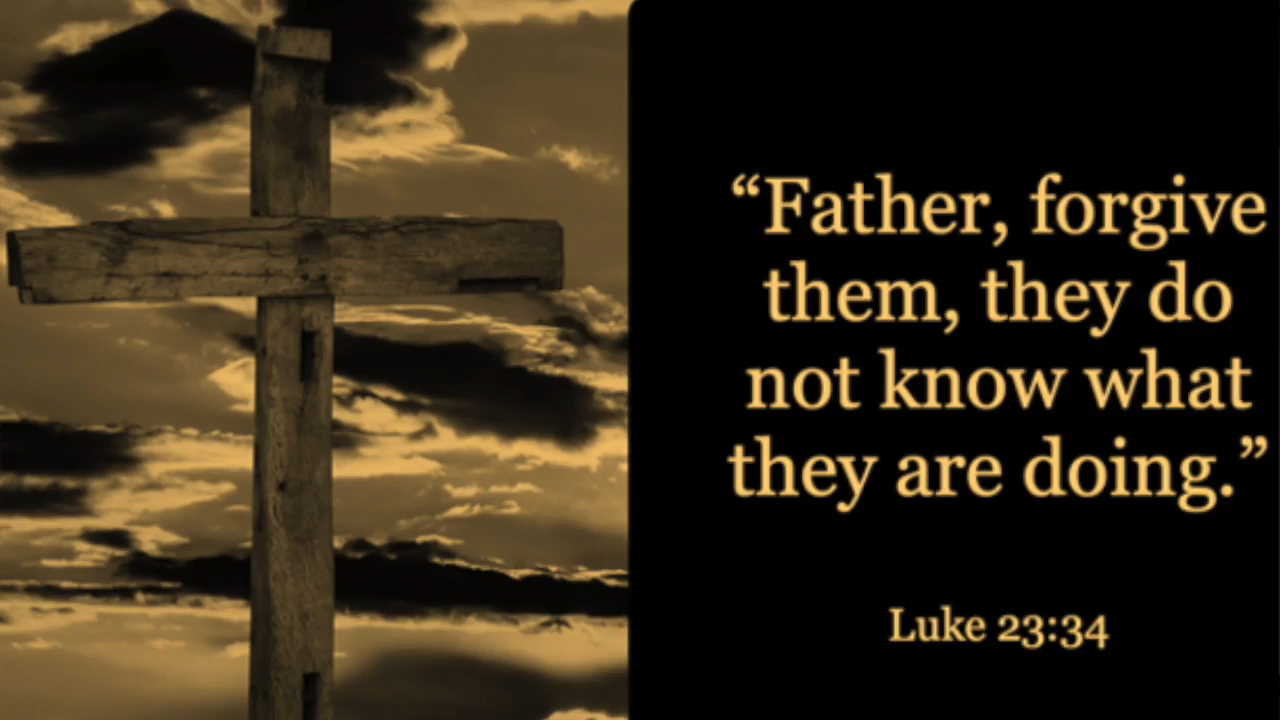 “Father, forgive
them, they do
not know what
they are doing.”
Luke 23:34